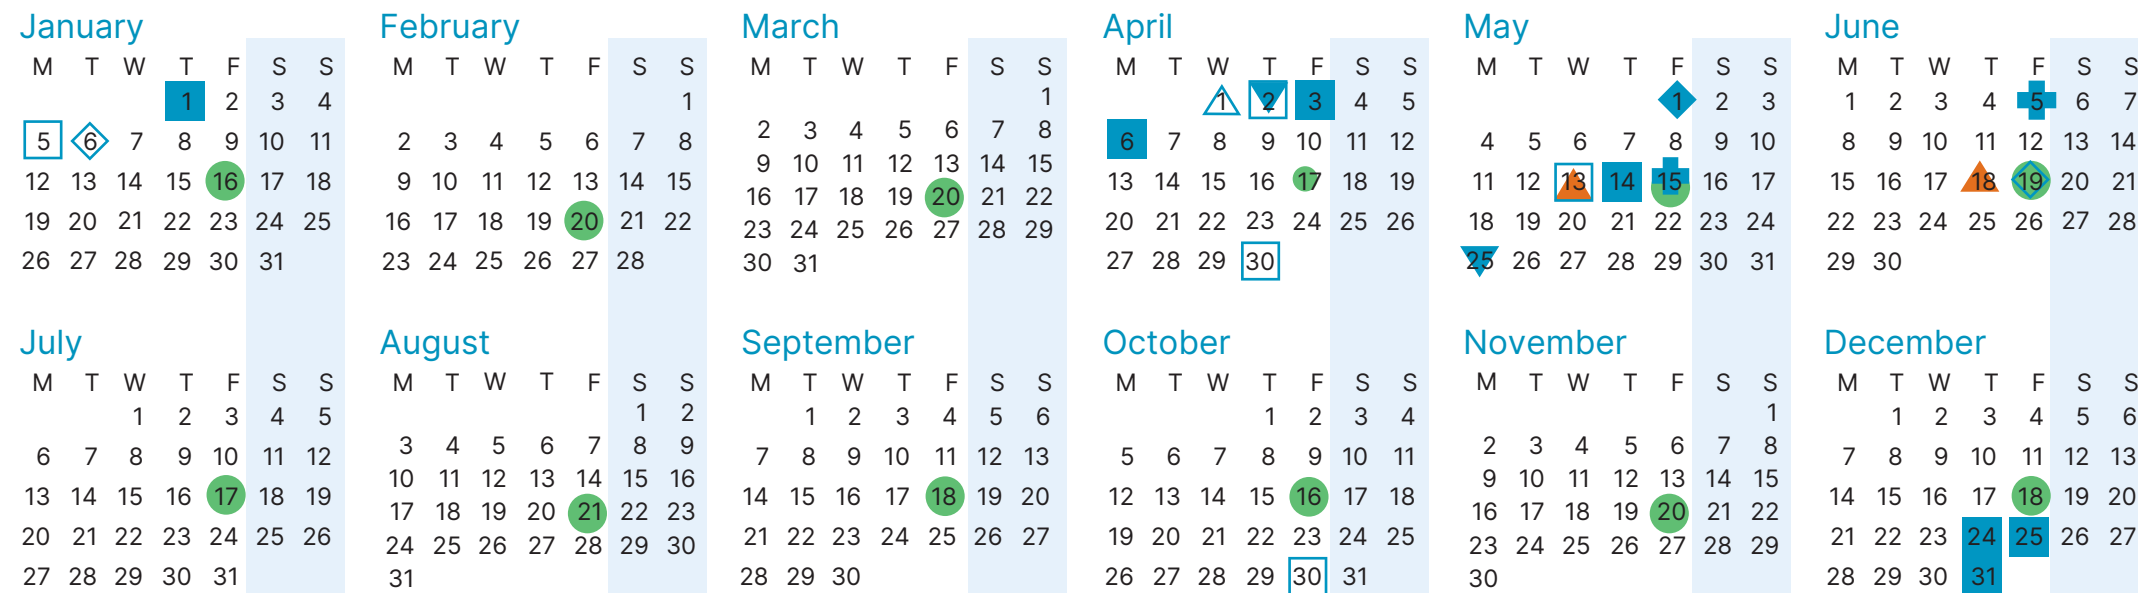 January February March April May June
M T W T F S S M T W T F S S M T W T F S S M T W T F S S M T W T F S S M T W T F S S
1 2 3 4 1 1 1 2 3 4 5 1 2 3 1 2 3 4 5 6 7
5 6 7 8 9 10 11 2 3 4 5 6 7 8 2 3 4 5 6 7 8 6 7 8 9 10 11 12 4 5 6 7 8 9 10 8 9 10 11 12 13 14
12 13 14 15 16 17 18 9 10 11 12 13 14 15 9 10 11 12 13 14 15 13 14 15 16 17 18 19 11 12 13 14 15 16 17 15 16 17 18 19 20 21
19 20 21 22 23 24 25 16 17 18 19 20 21 22 16 17 18 19 20 21 22 20 21 22 23 24 25 26 18 19 20 21 22 23 24 22 23 24 25 26 27 28
26 27 28 29 30 31 23 24 25 26 27 28 23 24 25 26 27 28 29 27 28 29 30 25 26 27 28 29 30 31 29 30
30 31
July August September October November December
M T W T F S S M T W T F S S M T W T F S S M T W T F S S M T W T F S S M T W T F S S
1 2 3 4 5 1 2 1 2 3 4 5 6 1 2 3 4 1 1 2 3 4 5 6
6 7 8 9 10 11 12 3 4 5 6 7 8 9 7 8 9 10 11 12 13 5 6 7 8 9 10 11 2 3 4 5 6 7 8 7 8 9 10 11 12 13
13 14 15 16 17 18 19 10 11 12 13 14 15 16 14 15 16 17 18 19 20 12 13 14 15 16 17 18 9 10 11 12 13 14 15 14 15 16 17 18 19 20
20 21 22 23 24 25 26 17 18 19 20 21 22 23 21 22 23 24 25 26 27 19 20 21 22 23 24 25 16 17 18 19 20 21 22 21 22 23 24 25 26 27
27 28 29 30 31 24 25 26 27 28 29 30 28 29 30 26 27 28 29 30 31 23 24 25 26 27 28 29 28 29 30 31
31 30